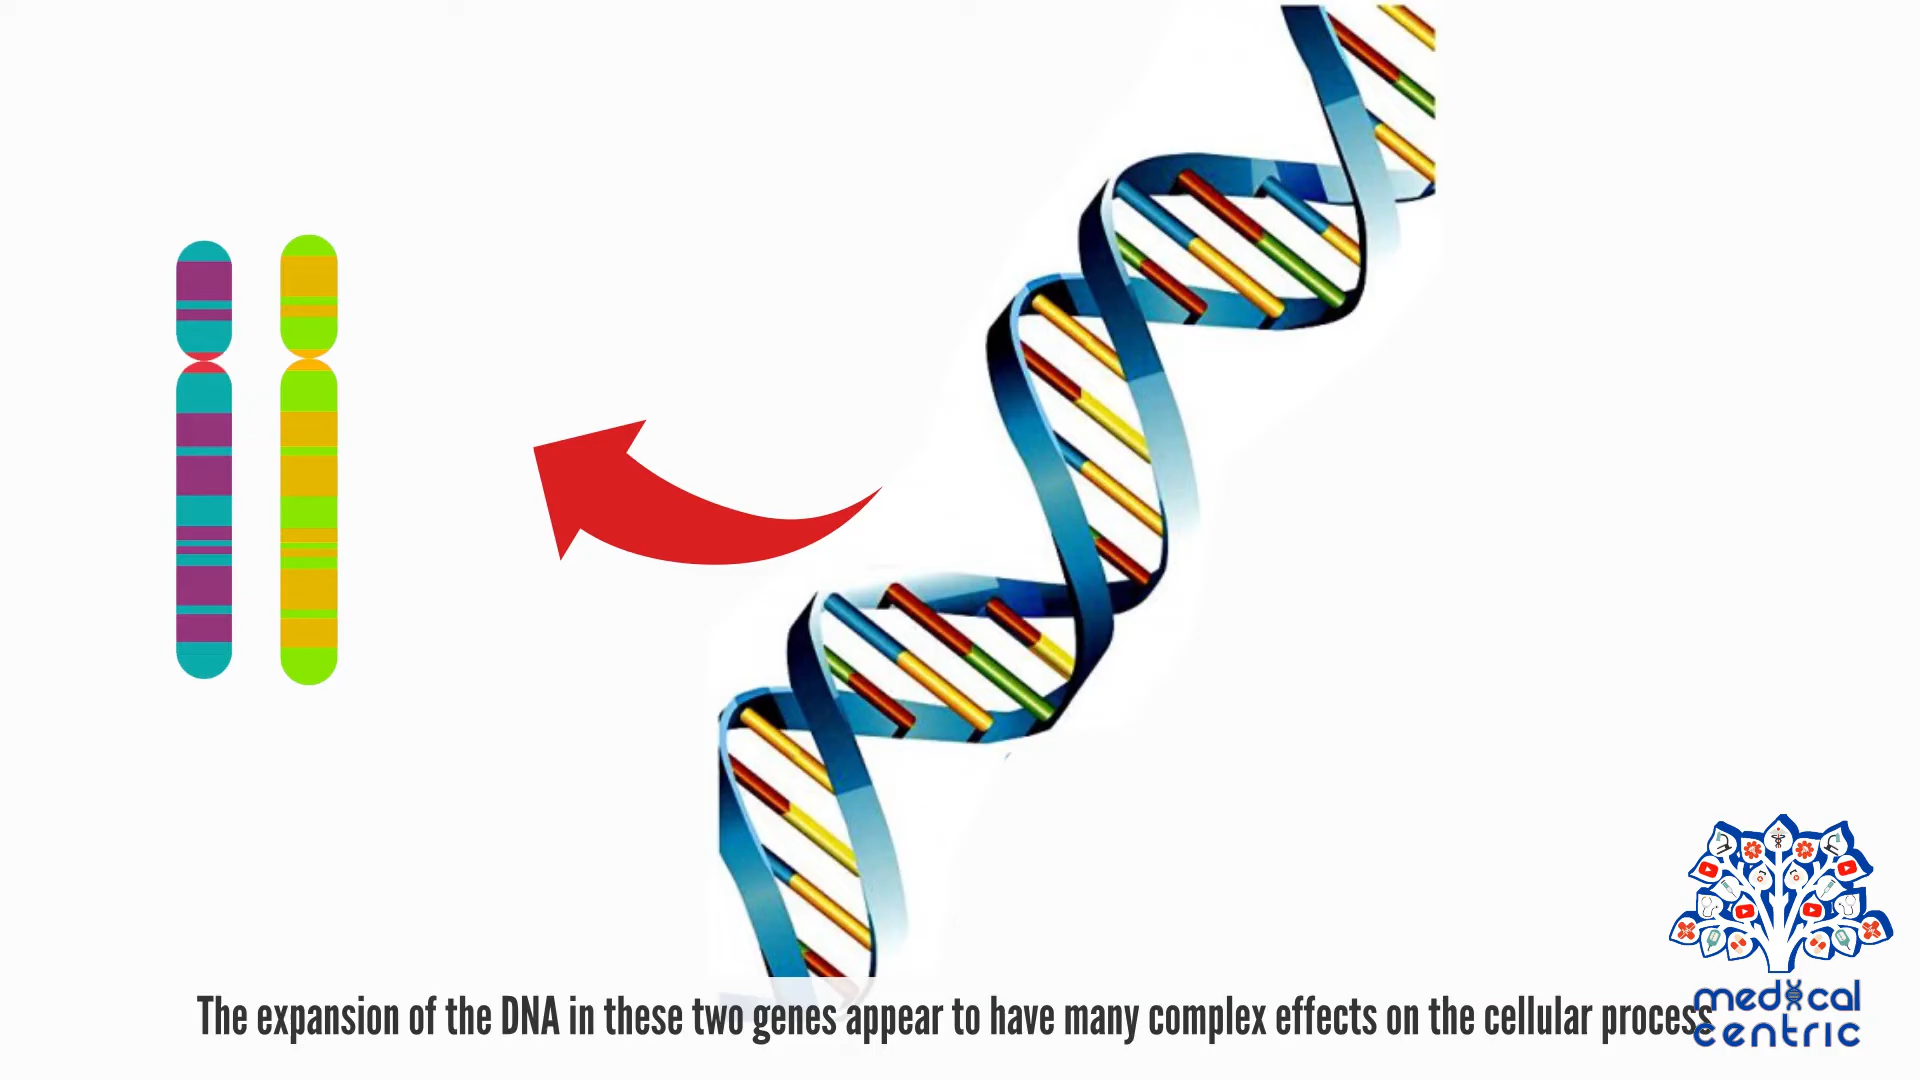 The expansion of the DNA in these two genes appear to have many complex effects on the cellular process
medical
centric